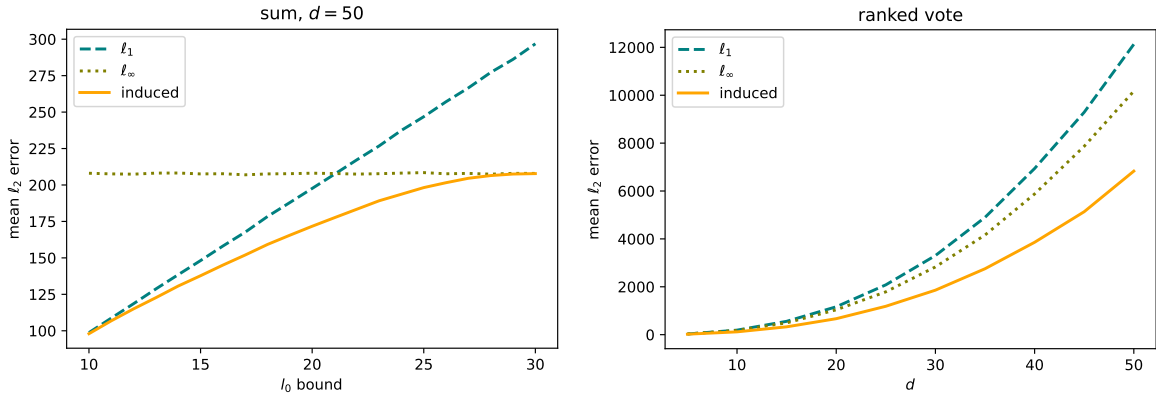 sum, d = 50
300
275
250
225
200
175
150
125
100
mean ℓ₂ error
ℓ₁
ℓ∞
induced
10
15
20
25
30
l₀ bound
ranked vote
12000
10000
8000
6000
4000
2000
0
mean ℓ₂ error
ℓ₁
ℓ∞
induced
10
20
30
40
50
d